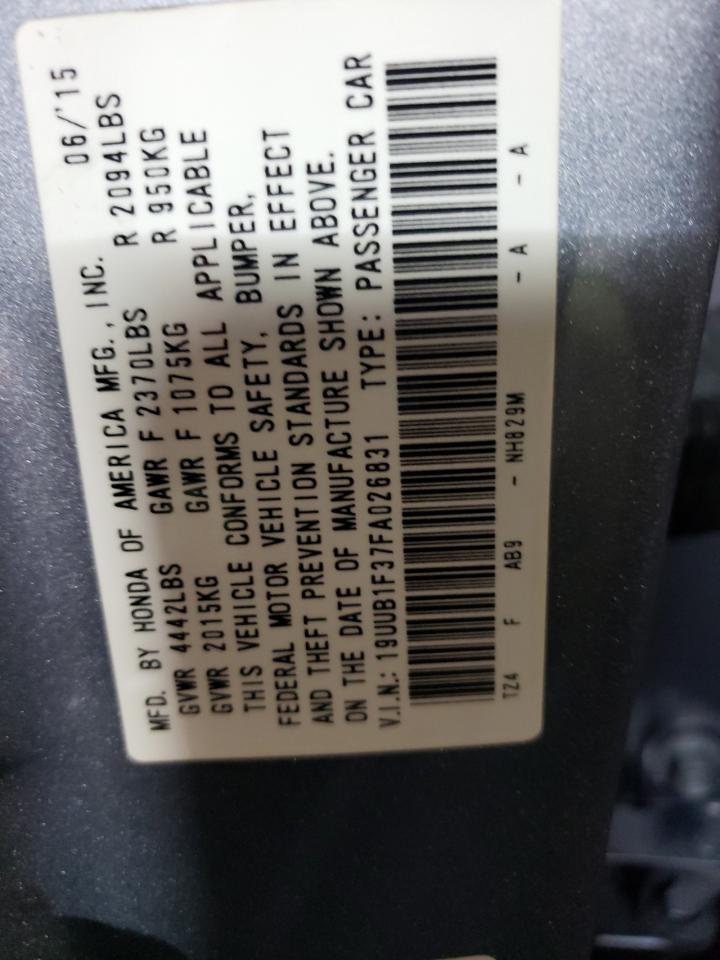 MFD. BY HONDA OF AMERICA MFG., INC. 06/'15
GVWR 4442LBS GAWR F 2370LBS R 2094LBS
GVWR 2015KG GAWR F 1075KG R 950KG
THIS VEHICLE CONFORMS TO ALL APPLICABLE
FEDERAL MOTOR VEHICLE SAFETY, BUMPER,
AND THEFT PREVENTION STANDARDS IN EFFECT
ON THE DATE OF MANUFACTURE SHOWN ABOVE.
V.I.N.: 19UUB1F37FA026831 TYPE: PASSENGER CAR
TZ4 F AB9 - NH829M - A - A